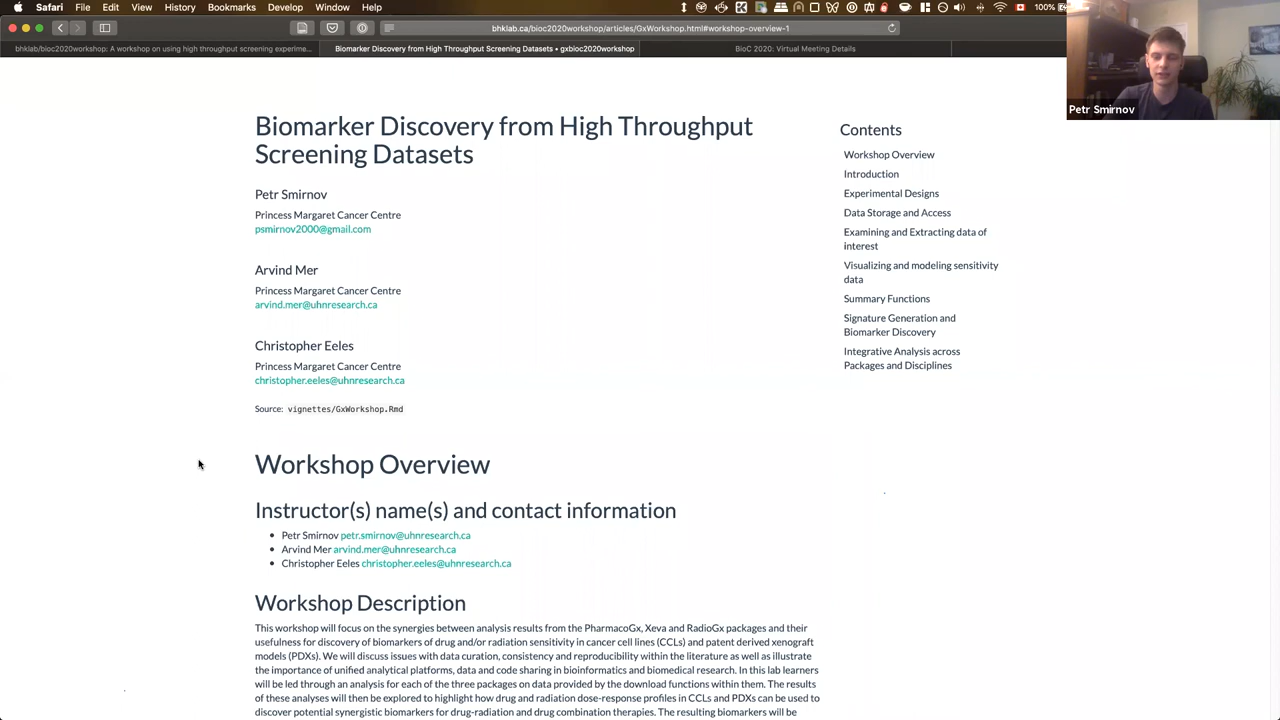 Safari File Edit View History Bookmarks Window Help
100%
bhklab.ca/bioc2020workshop/articles/GxWorkshop.html#workshop-overview-1
bhklab/bioc2020workshop: A workshop on using high throughput screening experime...
Biomarker Discovery from High Throughput Screening Datasets • gxbioc2020workshop
BioC 2020: Virtual Meeting Details
Petr Smirnov
Biomarker Discovery from High Throughput
Screening Datasets
Petr Smirnov
Princess Margaret Cancer Centre
psmirnov2000@gmail.com
Arvind Mer
Princess Margaret Cancer Centre
arvind.mer@uhnresearch.ca
Christopher Eeles
Princess Margaret Cancer Centre
christopher.eeles@uhnresearch.ca
Source: vignettes/GxWorkshop.Rmd
Workshop Overview
Instructor(s) name(s) and contact information
• Petr Smirnov petr.smirnov@uhnresearch.ca
• Arvind Mer arvind.mer@uhnresearch.ca
• Christopher Eeles christopher.eeles@uhnresearch.ca
Workshop Description
This workshop will focus on the synergies between analysis results from the PharmacoGx, Xeva and RadioGx packages and their
usefulness for discovery of biomarkers of drug and/or radiation sensitivity in cancer cell lines (CCLs) and patent derived xenograft
models (PDXs). We will discuss issues with data curation, consistency and reproducibility within the literature as well as illustrate
the importance of unified analytical platforms, data and code sharing in bioinformatics and biomedical research. In this lab learners
will be led through an analysis for each of the three packages on data provided by the download functions within them. The results
of these analyses will then be explored to highlight how drug and radiation dose-response profiles in CCLs and PDXs can be used to
discover potential synergistic biomarkers for drug-radiation and drug combination therapies. The resulting biomarkers will be
Contents
Workshop Overview
Introduction
Experimental Designs
Data Storage and Access
Examining and Extracting data of
interest
Visualizing and modeling sensitivity
data
Summary Functions
Signature Generation and
Biomarker Discovery
Integrative Analysis across
Packages and Disciplines